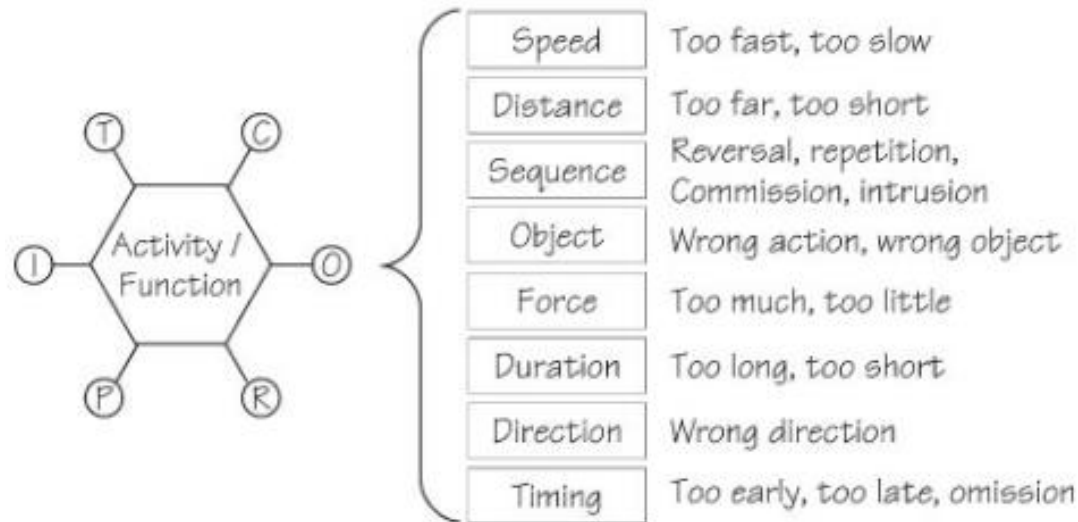 T
C
I
Activity /
Function
O
P
R
Speed
Too fast, too slow
Distance
Too far, too short
Sequence
Reversal, repetition,
Commission, intrusion
Object
Wrong action, wrong object
Force
Too much, too little
Duration
Too long, too short
Direction
Wrong direction
Timing
Too early, too late, omission